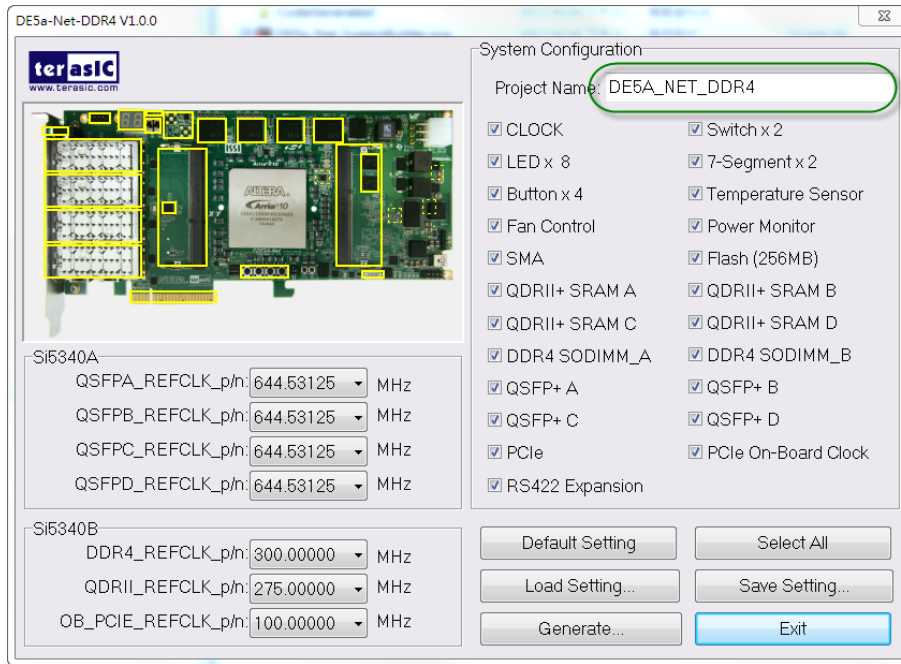 DE5a-Net-DDR4 V1.0.0
terasIC
www.terasic.com
ALTERA
Arria 10
ISSI
System Configuration
Project Name: DE5A_NET_DDR4
CLOCK
Switch x 2
LED x 8
7-Segment x 2
Button x 4
Temperature Sensor
Fan Control
Power Monitor
SMA
Flash (256MB)
QDRII+ SRAM A
QDRII+ SRAM B
QDRII+ SRAM C
QDRII+ SRAM D
DDR4 SODIMM_A
DDR4 SODIMM_B
QSFP+ A
QSFP+ B
QSFP+ C
QSFP+ D
PCIe
PCIe On-Board Clock
RS422 Expansion
Si5340A
QSFPA_REFCLK_p/n: 644.53125 MHz
QSFPB_REFCLK_p/n: 644.53125 MHz
QSFPC_REFCLK_p/n: 644.53125 MHz
QSFPD_REFCLK_p/n: 644.53125 MHz
Si5340B
DDR4_REFCLK_p/n: 300.00000 MHz
QDRII_REFCLK_p/n: 275.00000 MHz
OB_PCIE_REFCLK_p/n: 100.00000 MHz
Default Setting
Select All
Load Setting...
Save Setting...
Generate...
Exit